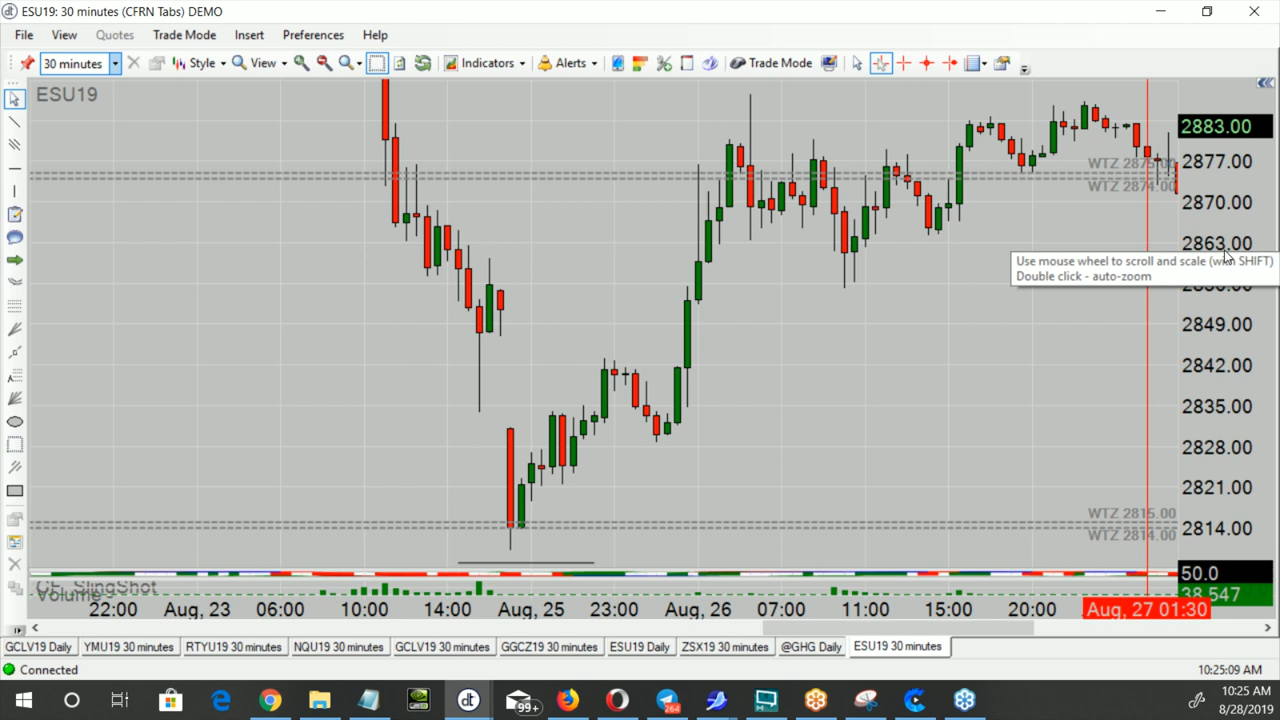 ESU19: 30 minutes (CFRN Tabs) DEMO
File View Quotes Trade Mode Insert Preferences Help
30 minutes Style View Indicators Alerts Trade Mode
ESU19
2883.00
WTZ 2875.00
2877.00
WTZ 2874.00
2870.00
2863.00
Use mouse wheel to scroll and scale (with SHIFT)
Double click - auto-zoom
2849.00
2842.00
2835.00
2828.00
2821.00
WTZ 2815.00
2814.00
WTZ 2814.00
50.0
CF_SlingShot
Volume
38.547
22:00 Aug, 23 06:00 10:00 14:00 Aug, 25 23:00 Aug, 26 07:00 11:00 15:00 20:00 Aug, 27 01:30
GCLV19 Daily YMU19 30 minutes RTYU19 30 minutes NQU19 30 minutes GCLV19 30 minutes GGCZ19 30 minutes ESU19 Daily ZSX19 30 minutes @GHG Daily ESU19 30 minutes
Connected 10:25:09 AM
dt 99+ 264 10:25 AM
8/28/2019